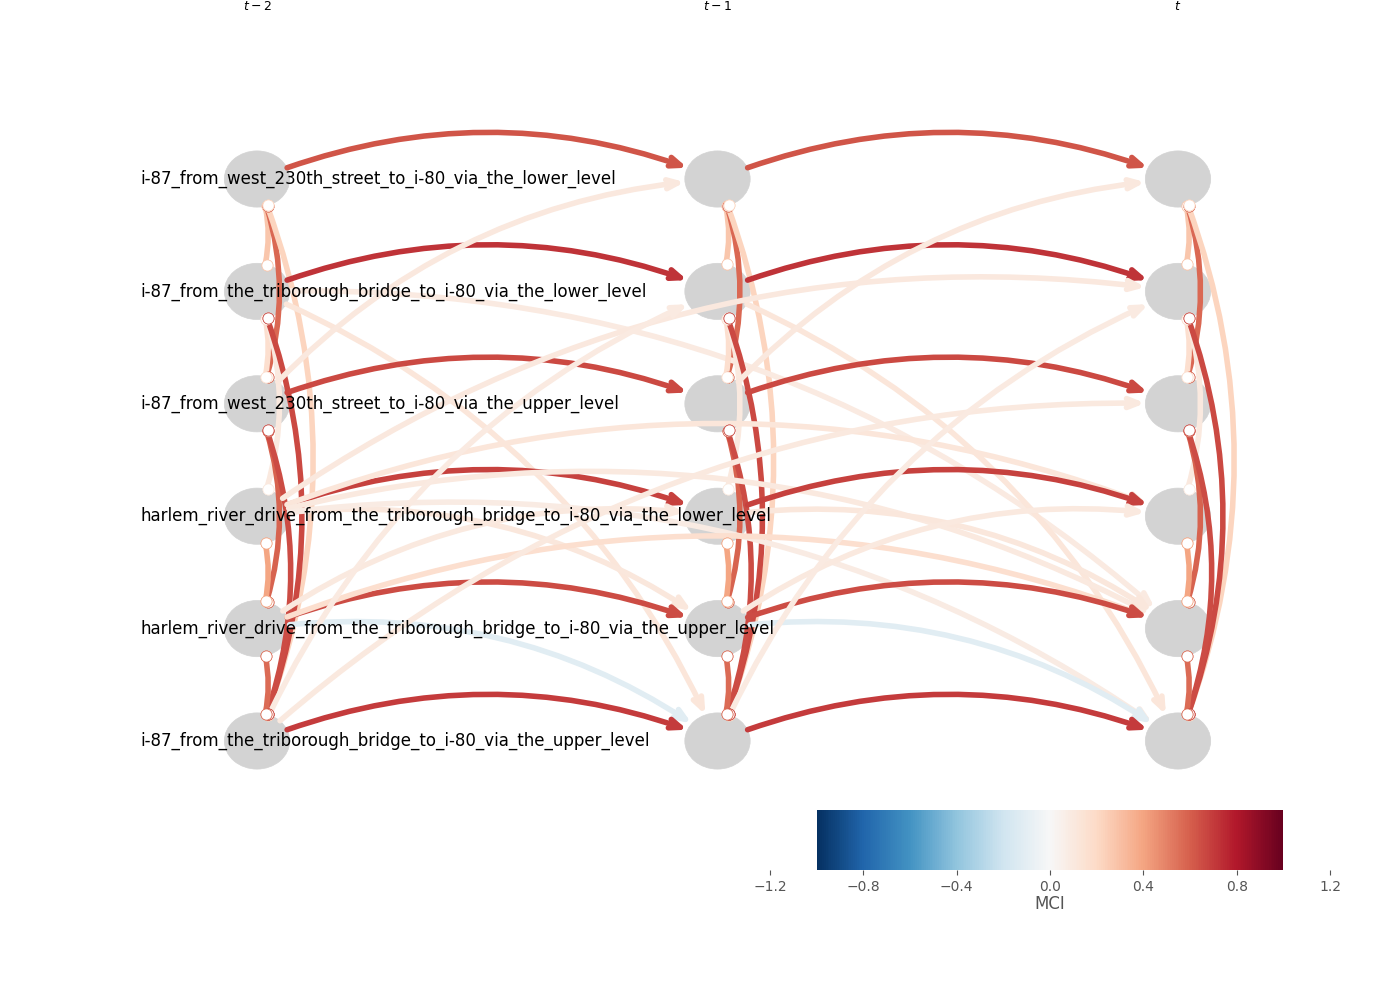 t − 2 t − 1 t
i-87_from_west_230th_street_to_i-80_via_the_lower_level
i-87_from_the_triborough_bridge_to_i-80_via_the_lower_level
i-87_from_west_230th_street_to_i-80_via_the_upper_level
harlem_river_drive_from_the_triborough_bridge_to_i-80_via_the_lower_level
harlem_river_drive_from_the_triborough_bridge_to_i-80_via_the_upper_level
i-87_from_the_triborough_bridge_to_i-80_via_the_upper_level
−1.2 −0.8 −0.4 0.0 0.4 0.8 1.2
MCI